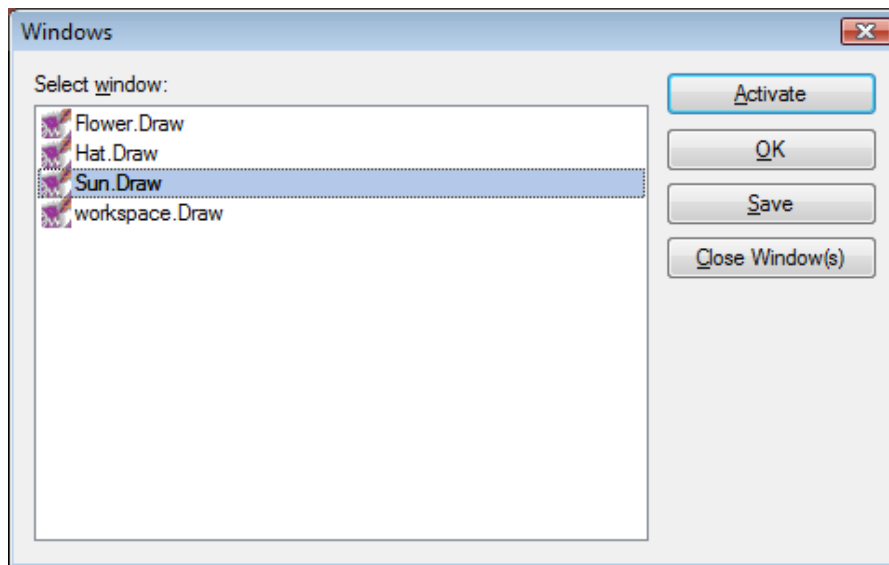 Windows
Select window:
Flower.Draw
Hat.Draw
Sun.Draw
workspace.Draw
Activate
OK
Save
Close Window(s)